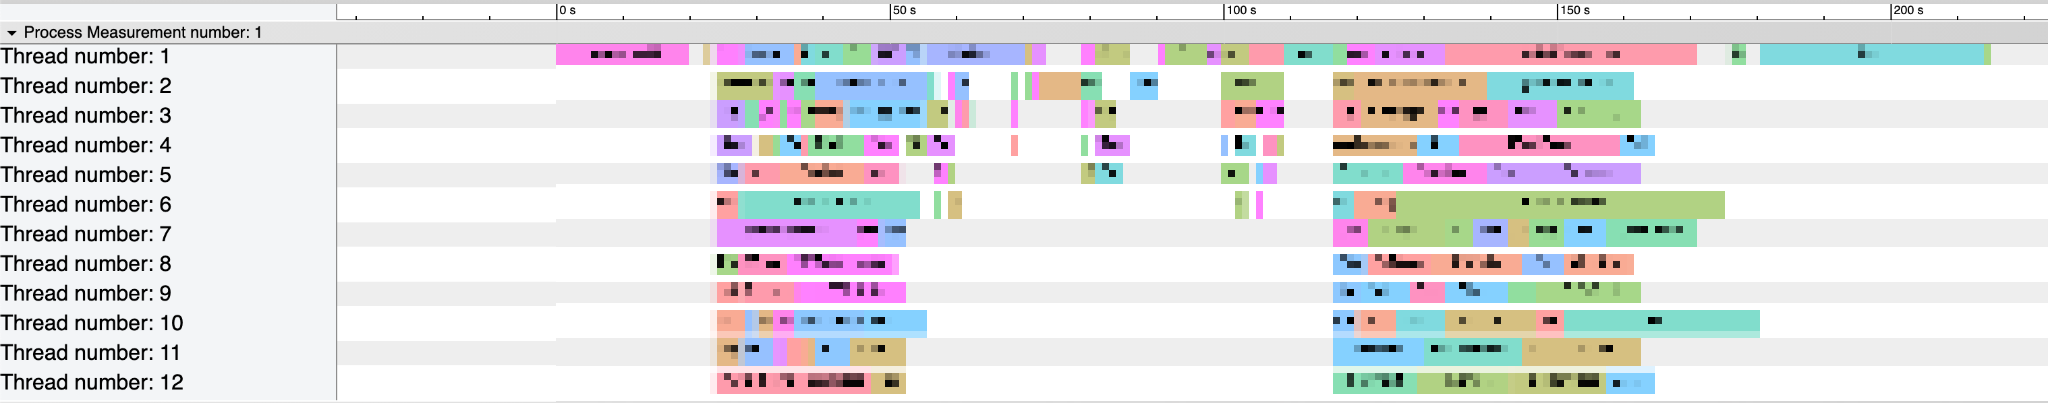 0 s 50 s 100 s 150 s 200 s
Process Measurement number: 1
Thread number: 1
Thread number: 2
Thread number: 3
Thread number: 4
Thread number: 5
Thread number: 6
Thread number: 7
Thread number: 8
Thread number: 9
Thread number: 10
Thread number: 11
Thread number: 12